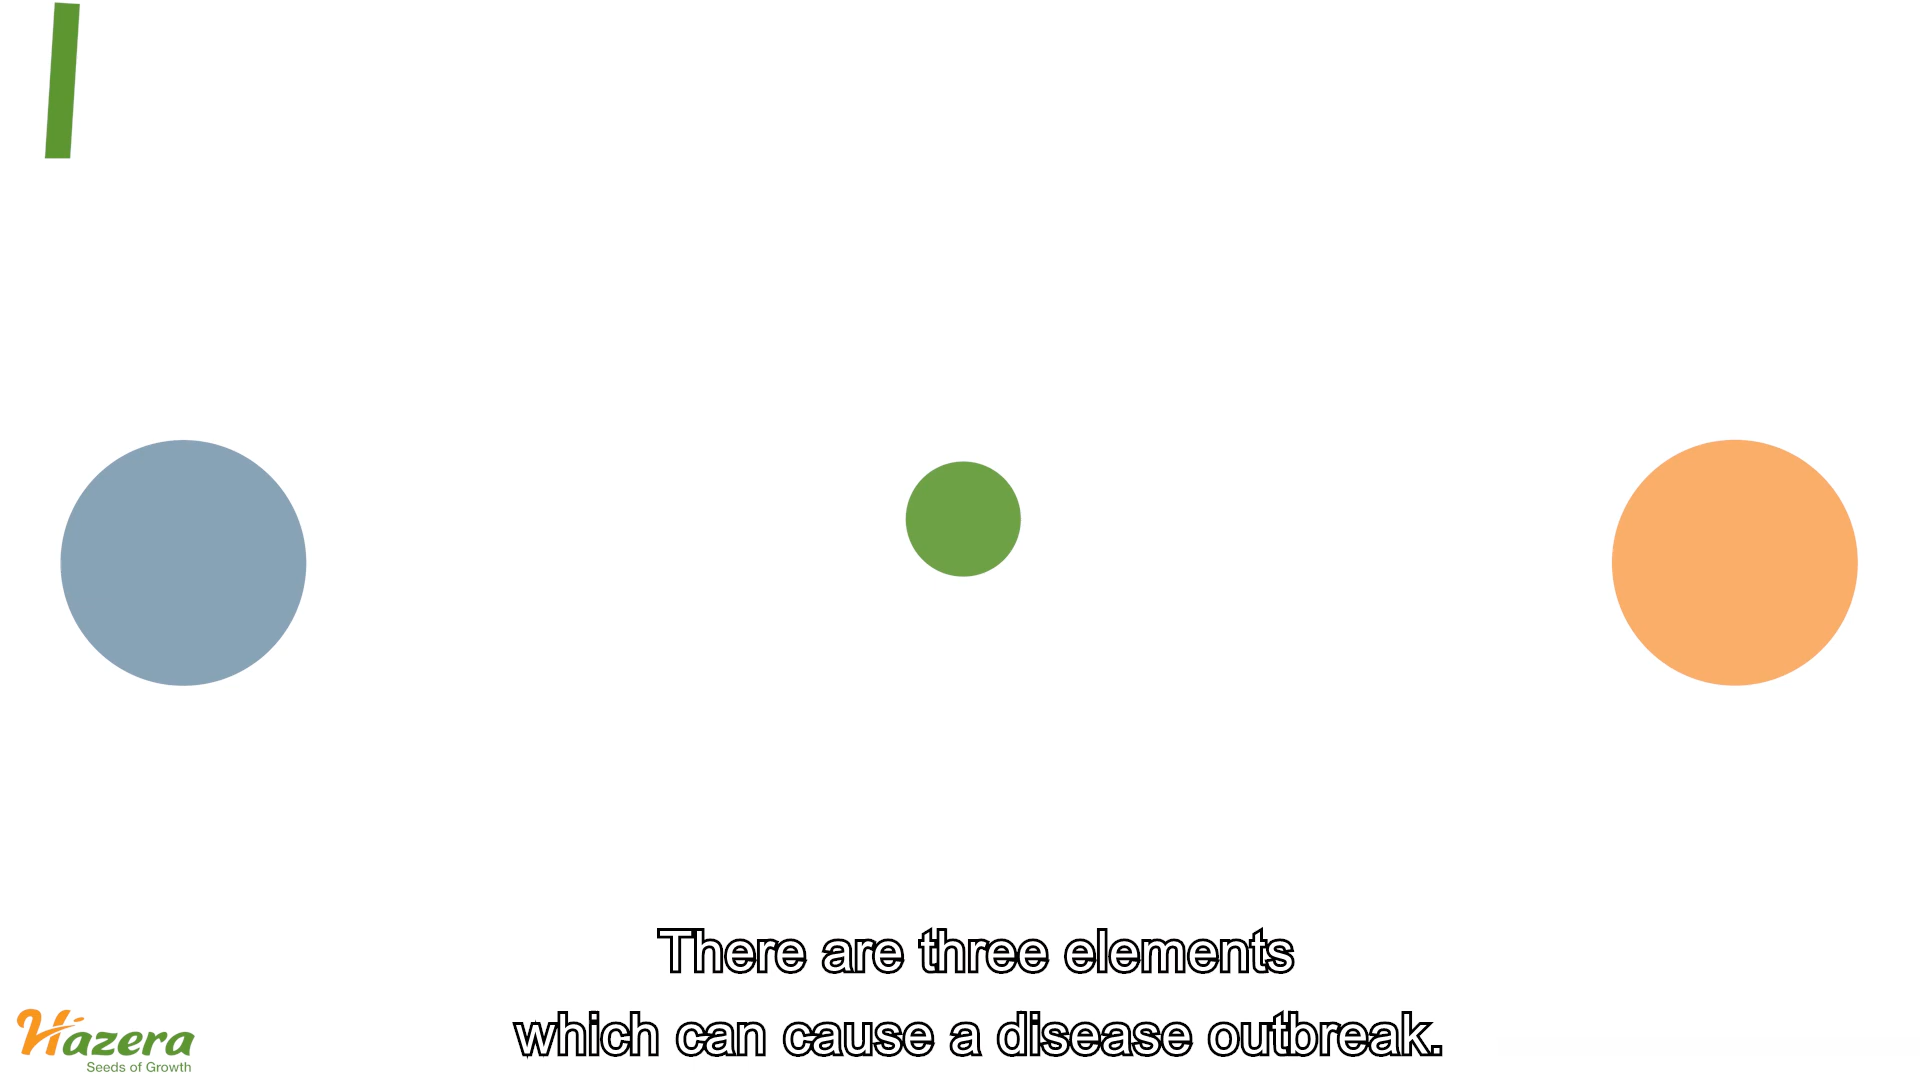 There are three elements
which can cause a disease outbreak.
Hazera
Seeds of Growth